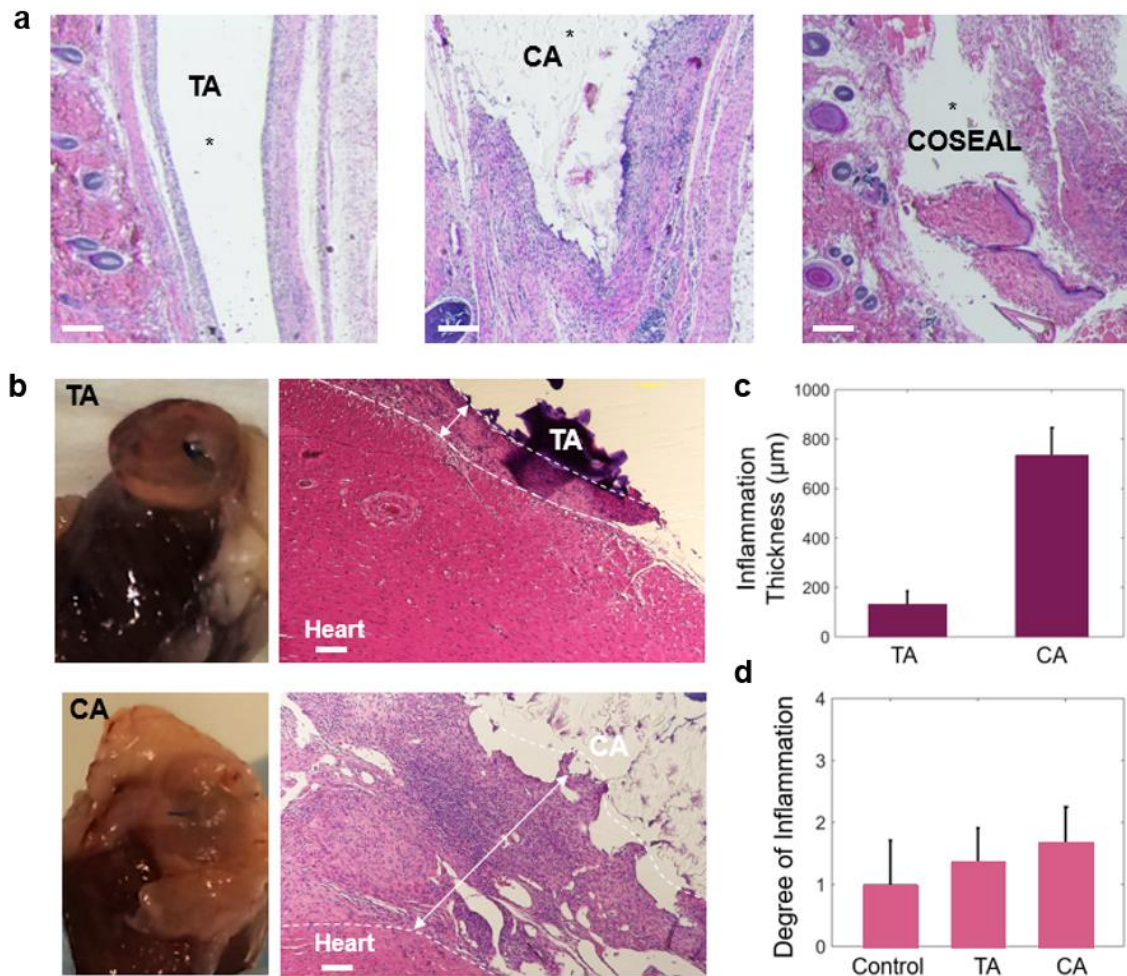 a
TA
*
CA
*
*
COSEAL
b
TA
TA
Heart
CA
CA
Heart
c
Inflammation
Thickness (µm)
1000
800
600
400
200
0
TA
CA
d
Degree of Inflammation
4
3
2
1
0
Control
TA
CA